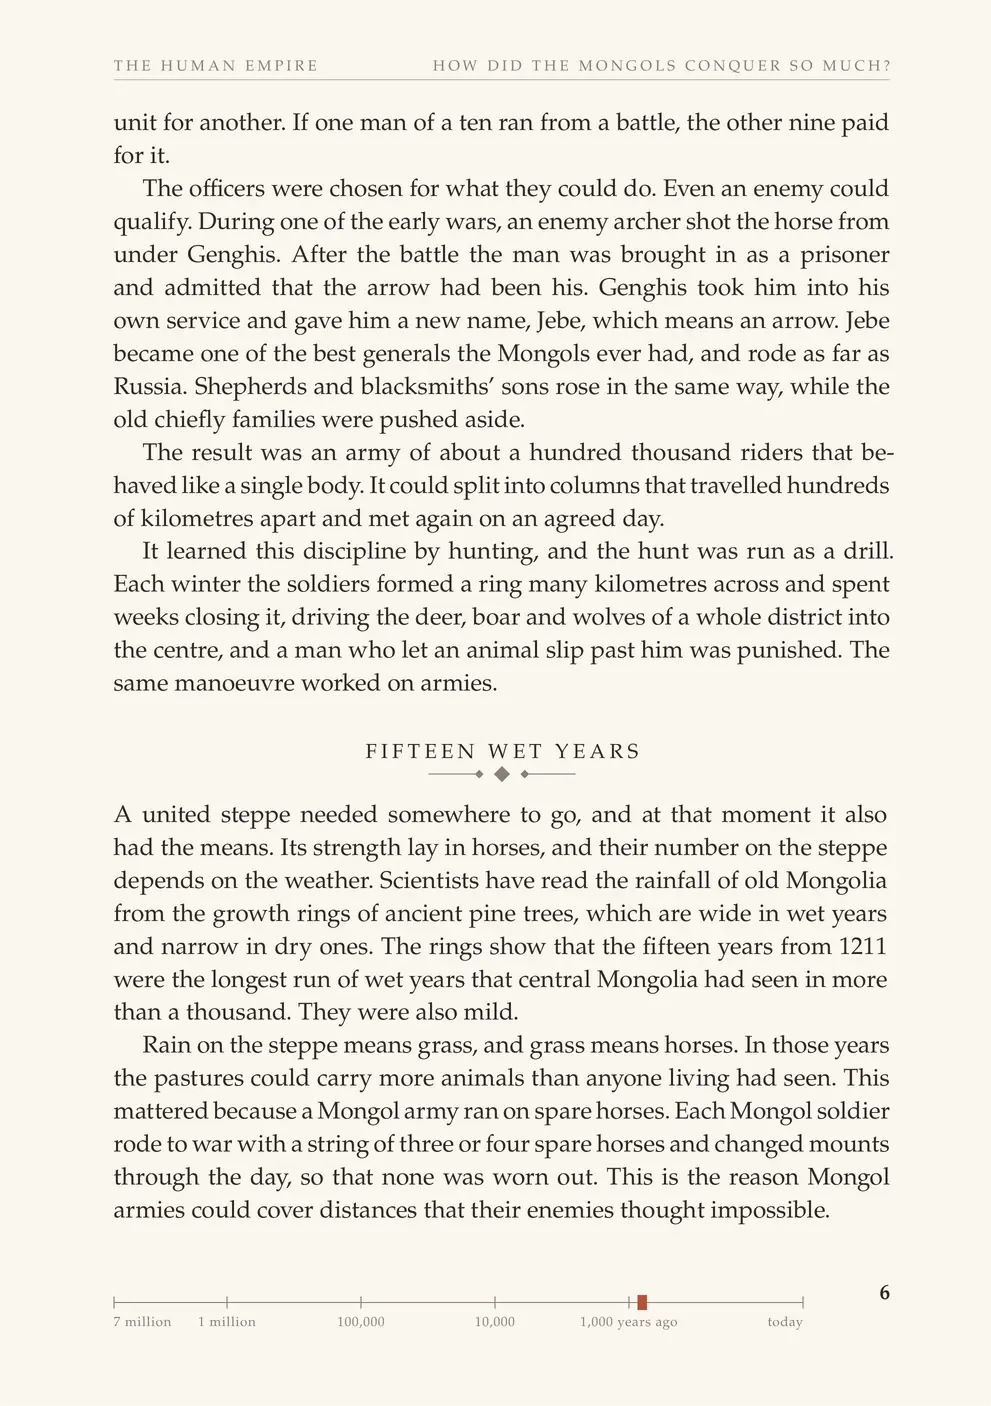 THE HUMAN EMPIRE
HOW DID THE MONGOLS CONQUER SO MUCH?
unit for another. If one man of a ten ran from a battle, the other nine paid
for it.
The officers were chosen for what they could do. Even an enemy could
qualify. During one of the early wars, an enemy archer shot the horse from
under Genghis. After the battle the man was brought in as a prisoner
and admitted that the arrow had been his. Genghis took him into his
own service and gave him a new name, Jebe, which means an arrow. Jebe
became one of the best generals the Mongols ever had, and rode as far as
Russia. Shepherds and blacksmiths’ sons rose in the same way, while the
old chiefly families were pushed aside.
The result was an army of about a hundred thousand riders that be-
haved like a single body. It could split into columns that travelled hundreds
of kilometres apart and met again on an agreed day.
It learned this discipline by hunting, and the hunt was run as a drill.
Each winter the soldiers formed a ring many kilometres across and spent
weeks closing it, driving the deer, boar and wolves of a whole district into
the centre, and a man who let an animal slip past him was punished. The
same manoeuvre worked on armies.
FIFTEEN WET YEARS
A united steppe needed somewhere to go, and at that moment it also
had the means. Its strength lay in horses, and their number on the steppe
depends on the weather. Scientists have read the rainfall of old Mongolia
from the growth rings of ancient pine trees, which are wide in wet years
and narrow in dry ones. The rings show that the fifteen years from 1211
were the longest run of wet years that central Mongolia had seen in more
than a thousand. They were also mild.
Rain on the steppe means grass, and grass means horses. In those years
the pastures could carry more animals than anyone living had seen. This
mattered because a Mongol army ran on spare horses. Each Mongol soldier
rode to war with a string of three or four spare horses and changed mounts
through the day, so that none was worn out. This is the reason Mongol
armies could cover distances that their enemies thought impossible.
6
7 million 1 million 100,000 10,000 1,000 years ago today